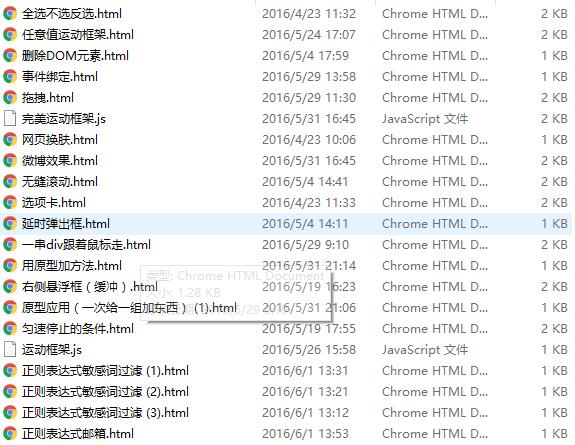 全选不选反选.html 2016/4/23 11:32 Chrome HTML D... 2 KB
任意值运动框架.html 2016/5/24 17:07 Chrome HTML D... 2 KB
删除DOM元素.html 2016/5/4 17:59 Chrome HTML D... 1 KB
事件绑定.html 2016/5/29 13:58 Chrome HTML D... 1 KB
拖拽.html 2016/5/29 11:30 Chrome HTML D... 2 KB
完美运动框架.js 2016/5/31 16:45 JavaScript 文件 2 KB
网页换肤.html 2016/4/23 10:06 Chrome HTML D... 1 KB
微博效果.html 2016/5/31 16:45 Chrome HTML D... 2 KB
无缝滚动.html 2016/5/4 14:41 Chrome HTML D... 2 KB
选项卡.html 2016/4/23 11:33 Chrome HTML D... 2 KB
延时弹出框.html 2016/5/4 14:11 Chrome HTML D... 1 KB
一串div跟着鼠标走.html 2016/5/29 9:10 Chrome HTML D... 2 KB
用原型加方法.html 2016/5/31 21:14 Chrome HTML D... 1 KB
类型: Chrome HTML Document
右侧悬浮框（缓冲）.html 2016/5/19 16:23 Chrome HTML D... 2 KB
大小: 1.28 KB
原型应用（一次给一组加东西）(1).html 2016/5/31 21:06 Chrome HTML D... 1 KB
匀速停止的条件.html 2016/5/19 17:55 Chrome HTML D... 2 KB
运动框架.js 2016/5/26 15:58 JavaScript 文件 1 KB
正则表达式敏感词过滤 (1).html 2016/6/1 13:31 Chrome HTML D... 1 KB
正则表达式敏感词过滤 (2).html 2016/6/1 13:21 Chrome HTML D... 1 KB
正则表达式敏感词过滤 (3).html 2016/6/1 13:12 Chrome HTML D... 1 KB
正则表达式邮箱.html 2016/6/1 13:53 Chrome HTML D... 1 KB